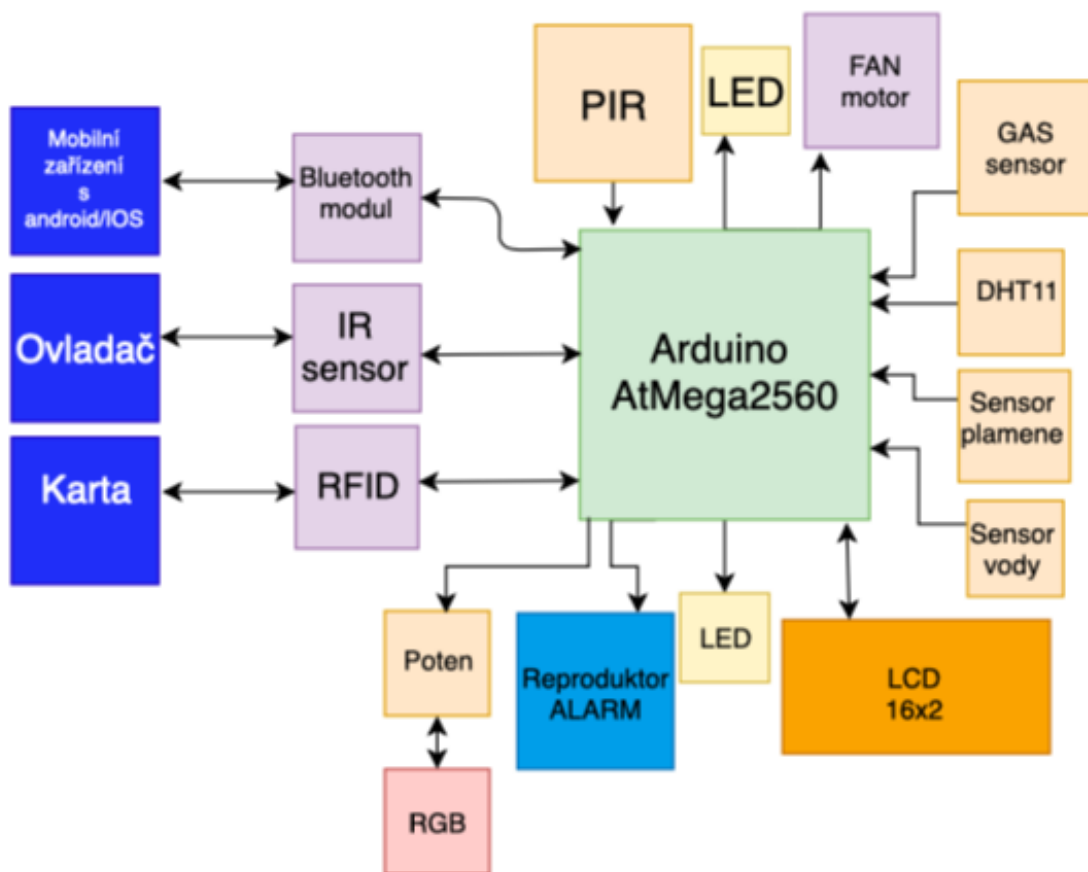 PIR
LED
FAN
motor
GAS
sensor
Mobilní
zařízení
s
android/IOS
Bluetooth
modul
DHT11
Ovladač
IR
sensor
Arduino
AtMega2560
Sensor
plamene
Karta
RFID
Sensor
vody
Poten
Reproduktor
ALARM
LED
LCD
16x2
RGB